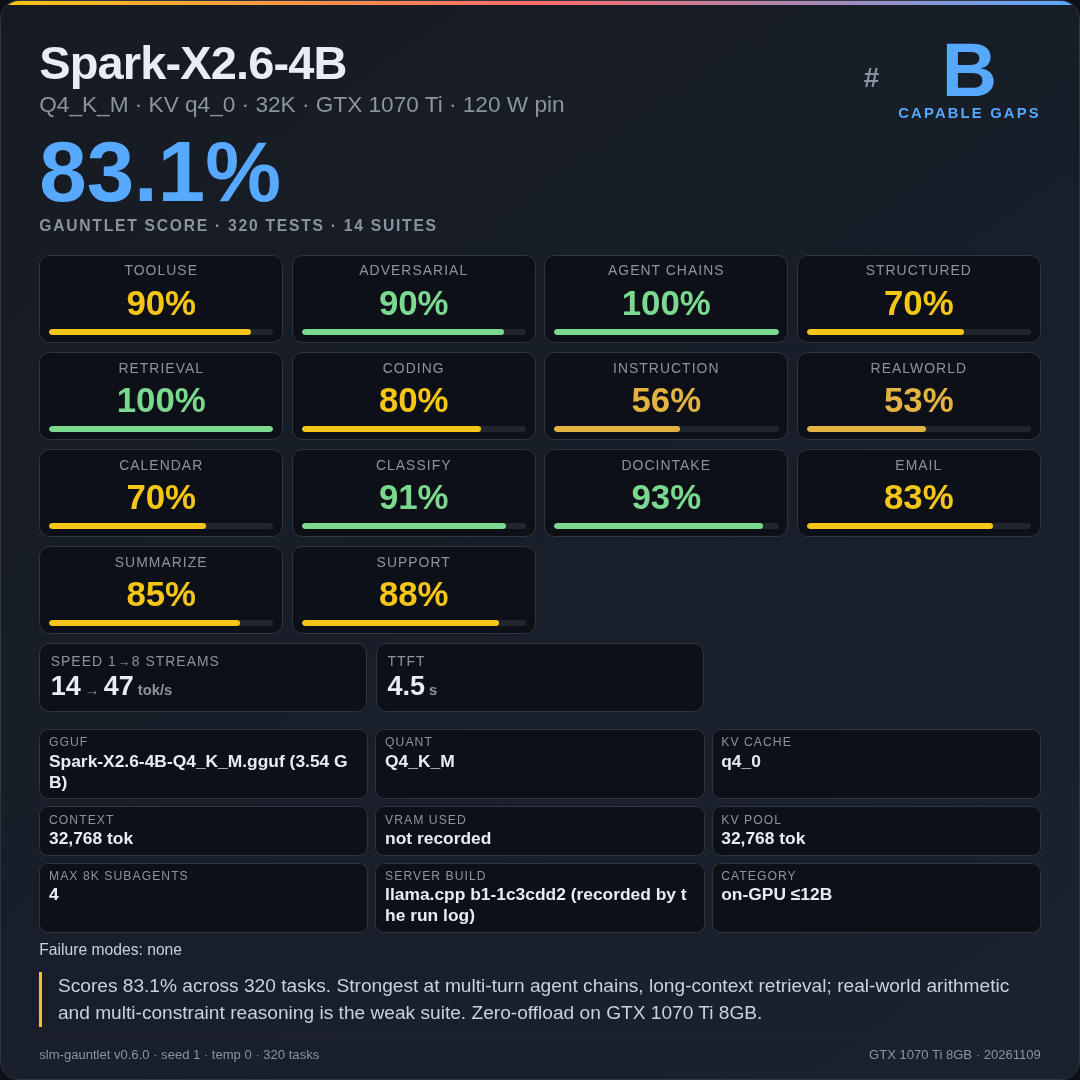 Spark-X2.6-4B
Q4_K_M · KV q4_0 · 32K · GTX 1070 Ti · 120 W pin
#
B
CAPABLE GAPS
83.1%
GAUNTLET SCORE · 320 TESTS · 14 SUITES
TOOLUSE
90%
ADVERSARIAL
90%
AGENT CHAINS
100%
STRUCTURED
70%
RETRIEVAL
100%
CODING
80%
INSTRUCTION
56%
REALWORLD
53%
CALENDAR
70%
CLASSIFY
91%
DOCINTAKE
93%
EMAIL
83%
SUMMARIZE
85%
SUPPORT
88%
SPEED 1→8 STREAMS
14 → 47 tok/s
TTFT
4.5 s
GGUF
Spark-X2.6-4B-Q4_K_M.gguf (3.54 G
B)
QUANT
Q4_K_M
KV CACHE
q4_0
CONTEXT
32,768 tok
VRAM USED
not recorded
KV POOL
32,768 tok
MAX 8K SUBAGENTS
4
SERVER BUILD
llama.cpp b1-1c3cdd2 (recorded by t
he run log)
CATEGORY
on-GPU ≤12B
Failure modes: none
Scores 83.1% across 320 tasks. Strongest at multi-turn agent chains, long-context retrieval; real-world arithmetic
and multi-constraint reasoning is the weak suite. Zero-offload on GTX 1070 Ti 8GB.
slm-gauntlet v0.6.0 · seed 1 · temp 0 · 320 tasks
GTX 1070 Ti 8GB · 20261109